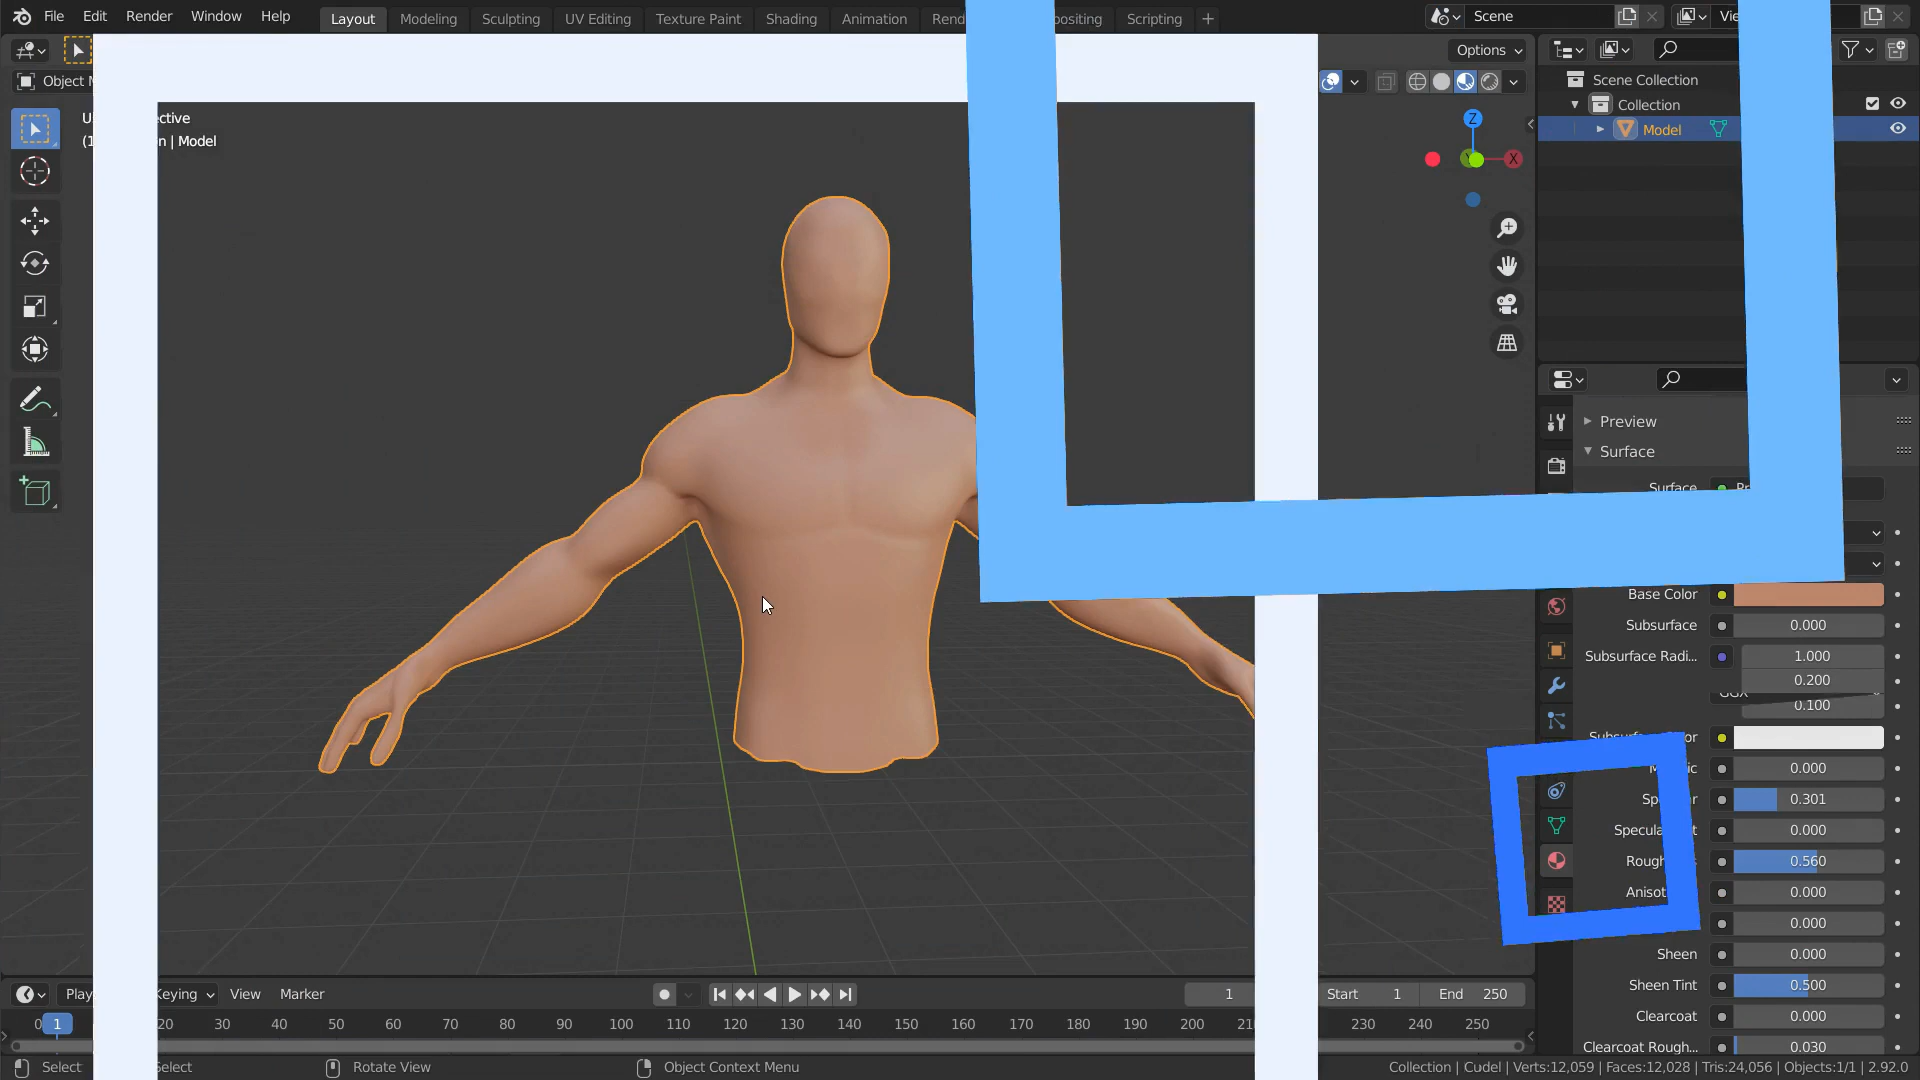 File Edit Render Window Help Layout Modeling Sculpting UV Editing Texture Paint Shading Animation Scripting Scene
Options
Object
Scene Collection
Collection
Model
| Model
Preview
Surface
Surface
Base Color
Subsurface 0.000
Subsurface Radi... 1.000
0.200
0.100
0.000
0.301
0.000
0.560
0.000
0.000
Sheen 0.000
Sheen Tint 0.500
Clearcoat 0.000
Clearcoat Rough... 0.030
Z
X
Keying View Marker 1 Start 1 End 250
0 1 20 30 40 50 60 70 80 90 100 110 120 130 140 150 160 170 180 190 200 230 240 250
Select Select Rotate View Object Context Menu Collection | Cudel | Verts:12,059 | Faces:12,028 | Tris:24,056 | Objects:1/1 | 2.92.0